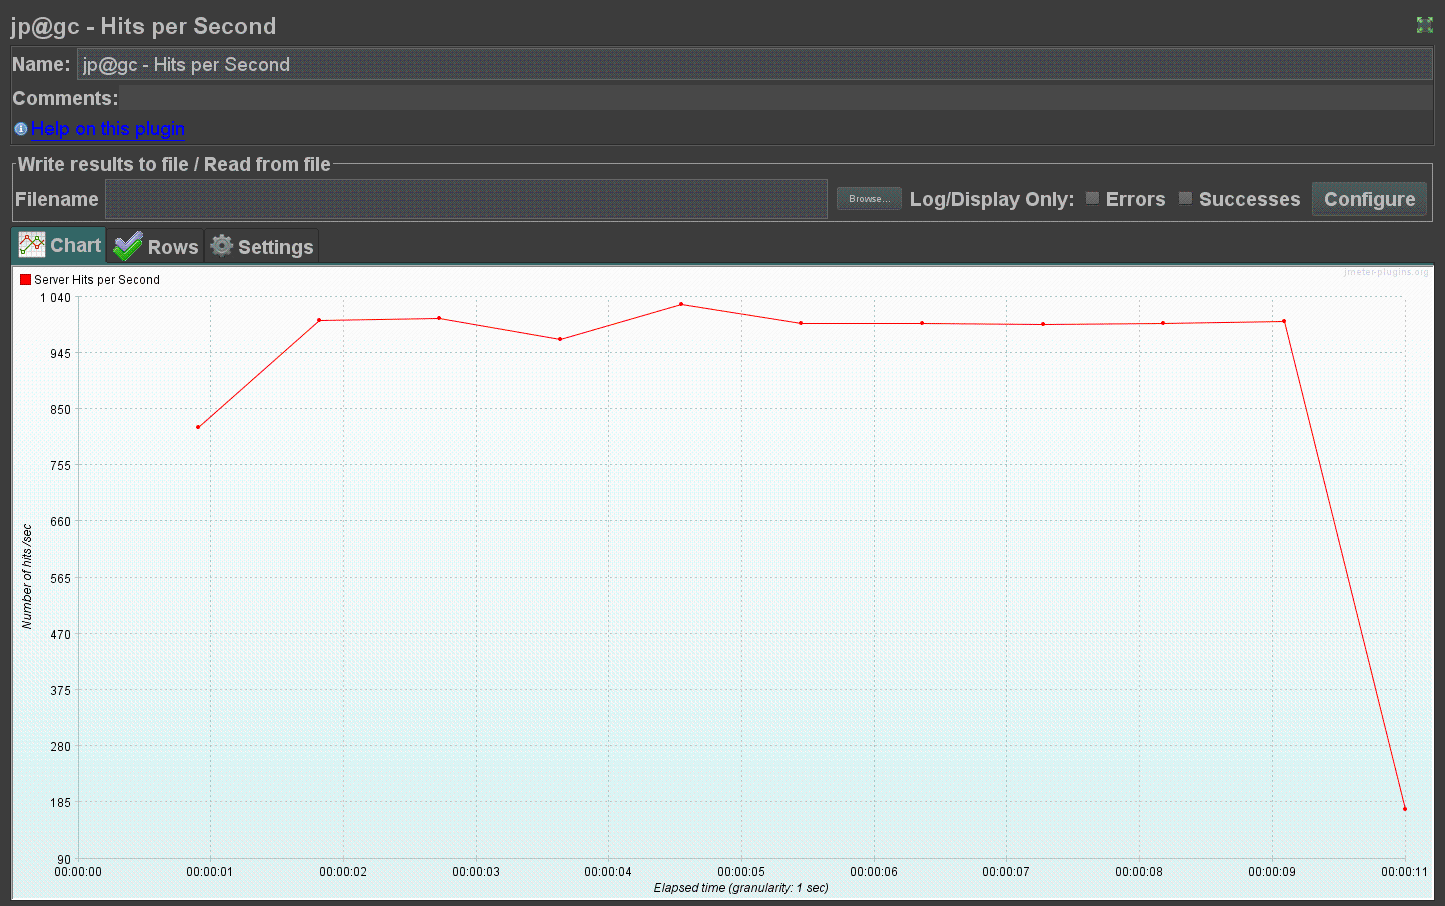 jp@gc - Hits per Second
Name: jp@gc - Hits per Second
Comments:
Help on this plugin
Write results to file / Read from file
Filename Browse... Log/Display Only: Errors Successes Configure
Chart Rows Settings
jmeter-plugins.org
Server Hits per Second
1 040
945
850
755
660
565
470
375
280
185
90
Number of hits /sec
00:00:00 00:00:01 00:00:02 00:00:03 00:00:04 00:00:05 00:00:06 00:00:07 00:00:08 00:00:09 00:00:11
Elapsed time (granularity: 1 sec)